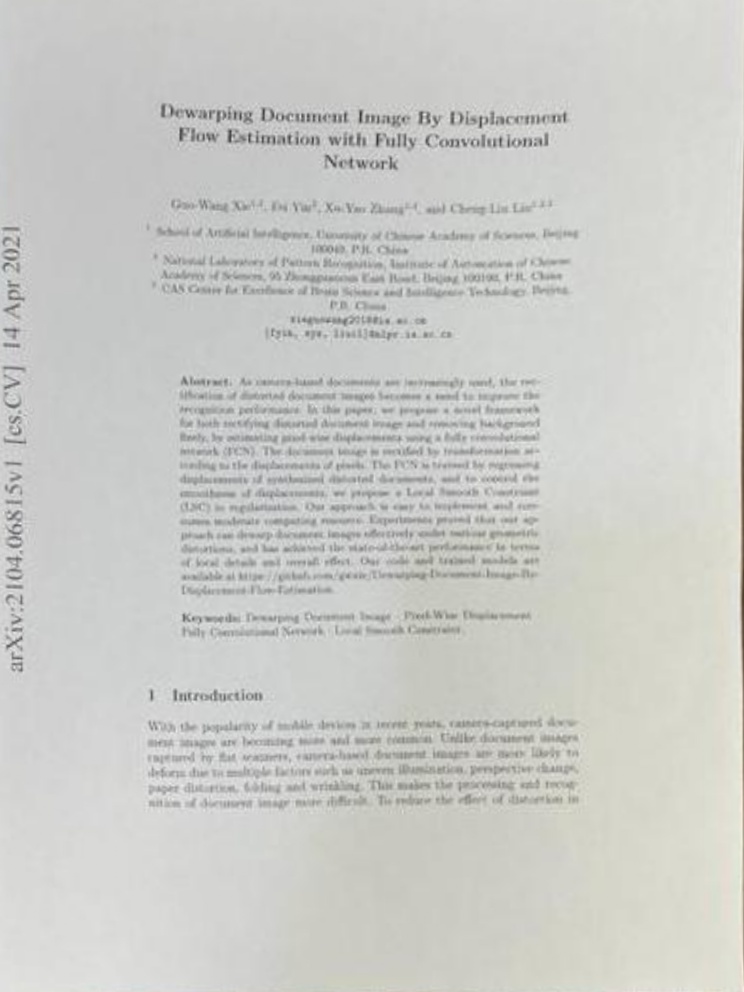 arXiv:2104.06815v1 [cs.CV] 14 Apr 2021
Dewarping Document Image By Displacement
Flow Estimation with Fully Convolutional
Network
Guo-Wang Xie, Fei Yin, Xu-Yao Zhang, and Cheng-Lin Liu
1 School of Artificial Intelligence, University of Chinese Academy of Sciences, Beijing
100049, P.R. China
2 National Laboratory of Pattern Recognition, Institute of Automation of Chinese
Academy of Sciences, 95 Zhongguancun East Road, Beijing 100190, P.R. China
3 CAS Center for Excellence of Brain Science and Intelligence Technology, Beijing,
P.R. China
xieguowang2018@ia.ac.cn
{fyin, xyz, liucl}@nlpr.ia.ac.cn
Abstract. As camera-based documents are increasingly used, the rec-
tification of distorted document images becomes a need to improve the
recognition performance. In this paper, we propose a novel framework
for both rectifying distorted document image and removing background
finely, by estimating pixel-wise displacements using a fully convolutional
network (FCN). The document image is rectified by transformation ac-
cording to the displacements of pixels. The FCN is trained by regressing
displacements of synthesized distorted documents, and to control the
smoothness of displacements, we propose a Local Smooth Constraint
(LSC) in regularization. Our approach is easy to implement and con-
sumes moderate computing resource. Experiments proved that our ap-
proach can dewarp document images effectively under various geometric
distortions, and has achieved the state-of-the-art performance in terms
of local details and overall effect. Our code and trained models are
available at https://github.com/gwxie/Dewarping-Document-Image-By-
Displacement-Flow-Estimation.
Keywords: Dewarping Document Image · Pixel-Wise Displacement
Fully Convolutional Network · Local Smooth Constraint.
1 Introduction
With the popularity of mobile devices in recent years, camera-captured docu-
ment images are becoming more and more common. Unlike document images
captured by flat scanners, camera-based document images are more likely to
deform due to multiple factors such as uneven illumination, perspective change,
paper distortion, folding and wrinkling. This makes the processing and recog-
nition of document image more difficult. To reduce the effect of distortion in